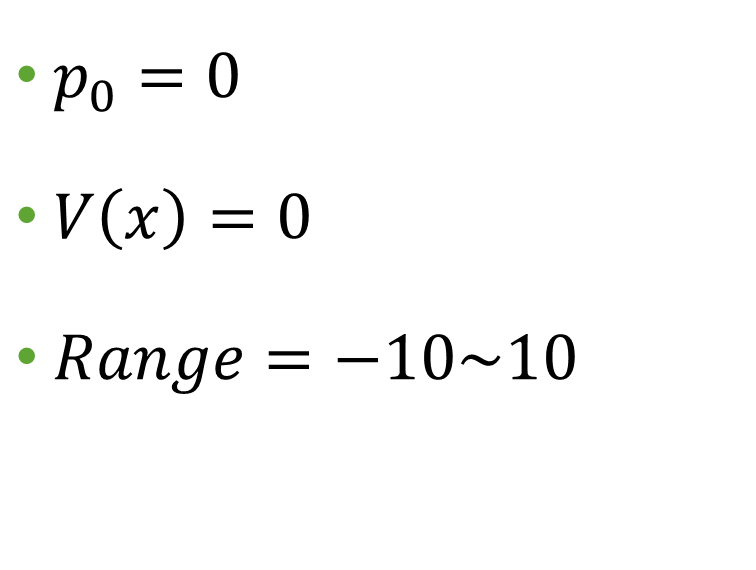 • p₀ = 0
• V(x) = 0
• Range = −10~10